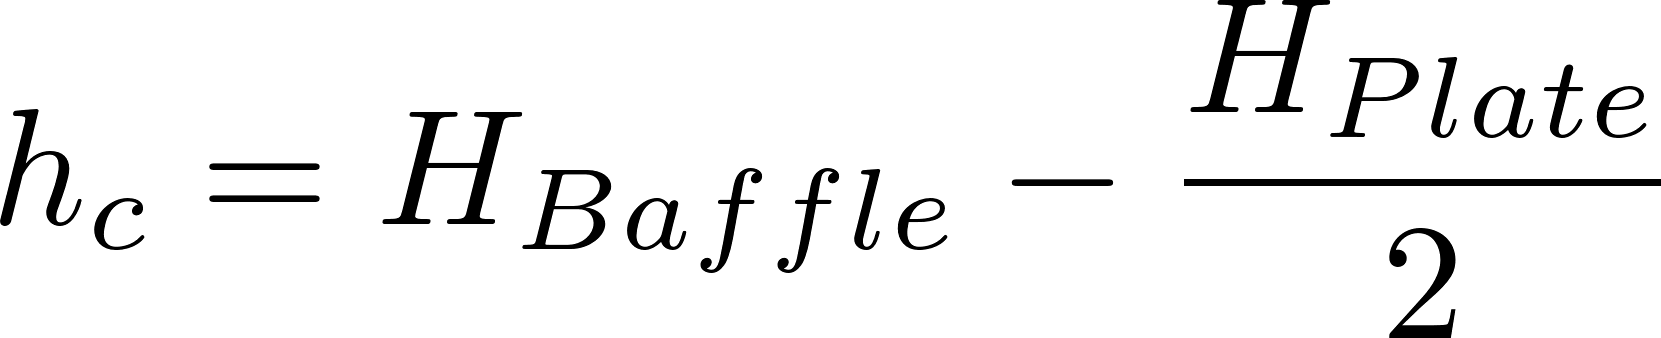 h_c = H_{Baffle} - \frac{H_{Plate}}{2}